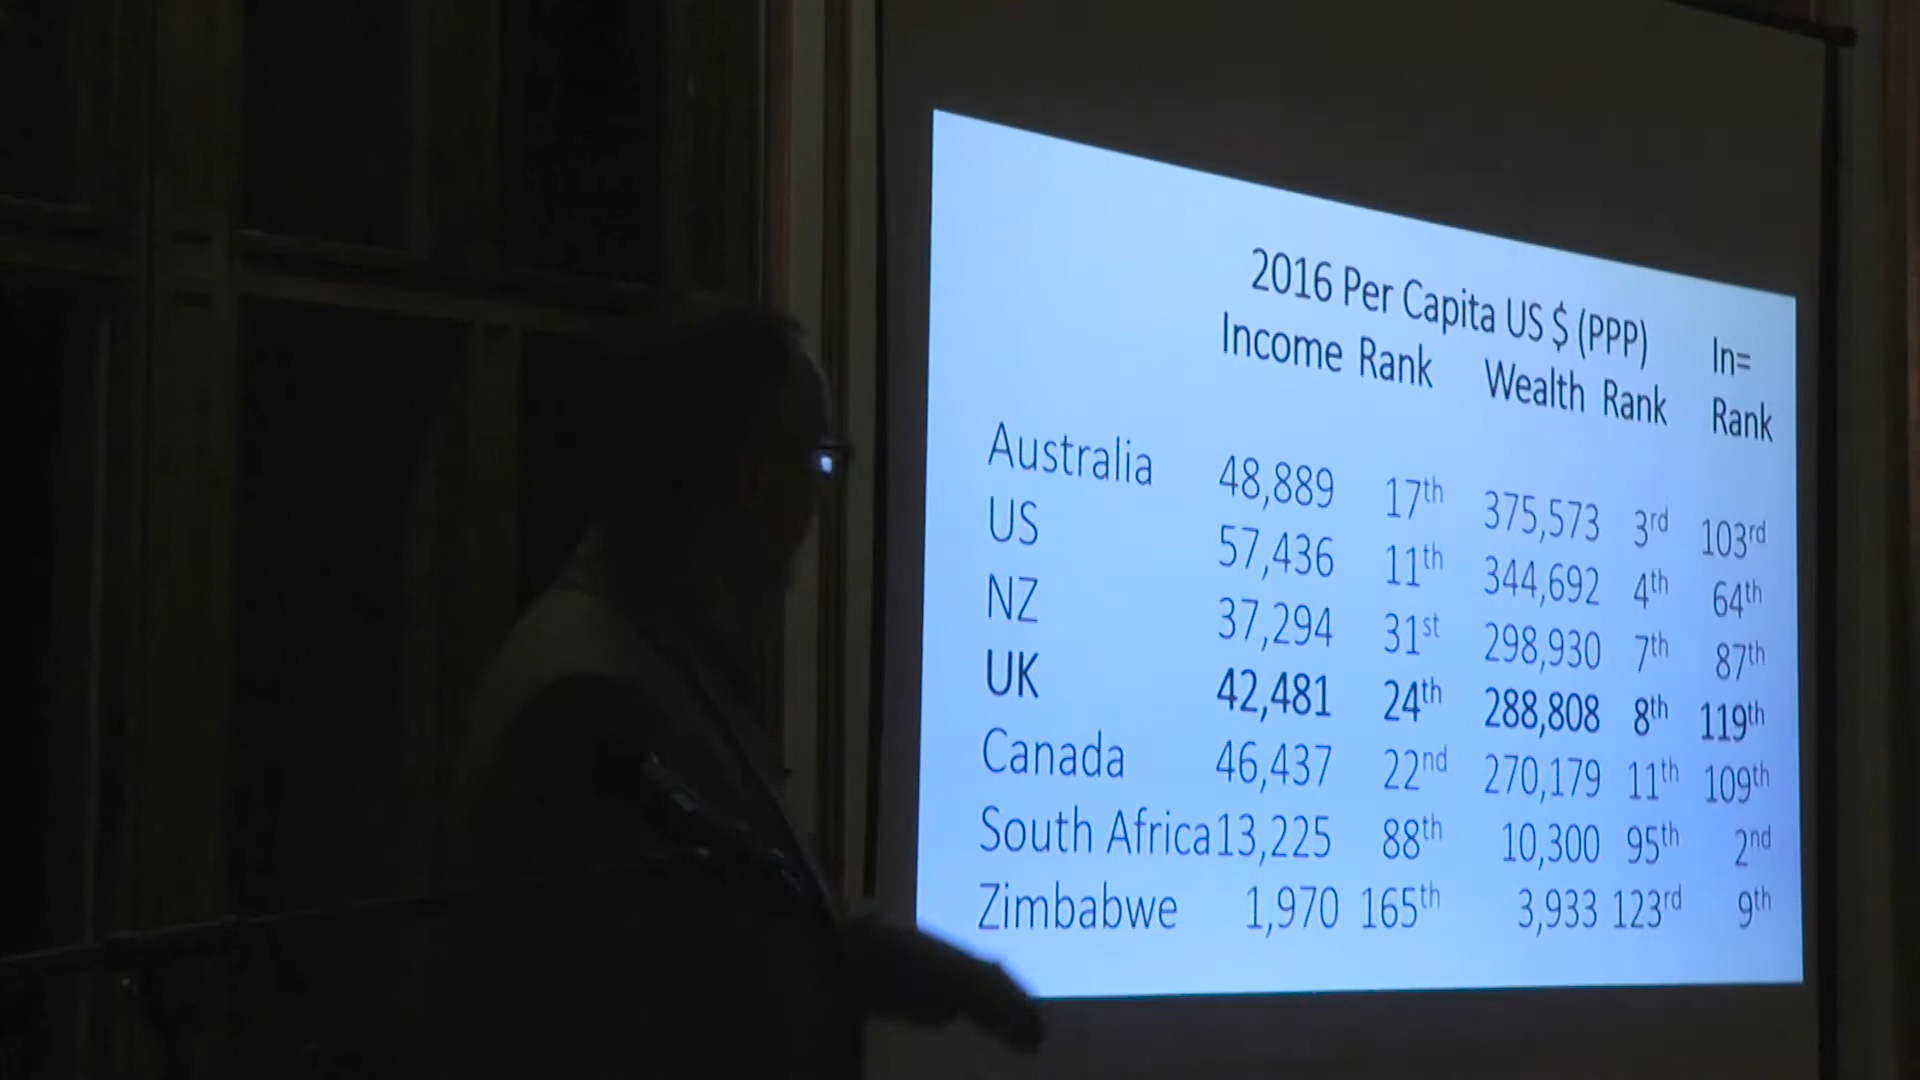 2016 Per Capita US $ (PPP)
Income Rank Wealth Rank In= Rank
Australia 48,889 17th 375,573 3rd 103rd
US 57,436 11th 344,692 4th 64th
NZ 37,294 31st 298,930 7th 87th
UK 42,481 24th 288,808 8th 119th
Canada 46,437 22nd 270,179 11th 109th
South Africa 13,225 88th 10,300 95th 2nd
Zimbabwe 1,970 165th 3,933 123rd 9th